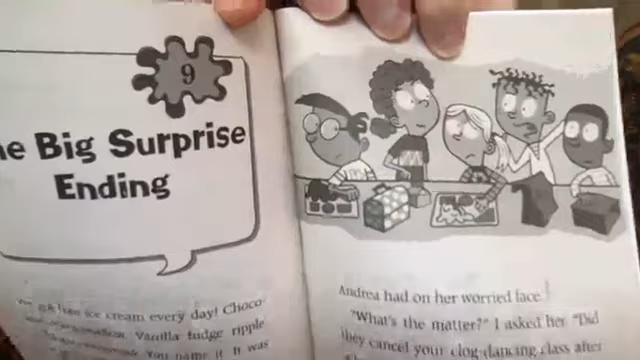 9
e Big Surprise
Ending
ice cream every day! Choco-
Vanilla fudge ripple
You name it. It was
Andrea had on her worried face.
"What's the matter?" I asked her. "Did
they cancel your clog-dancing class after